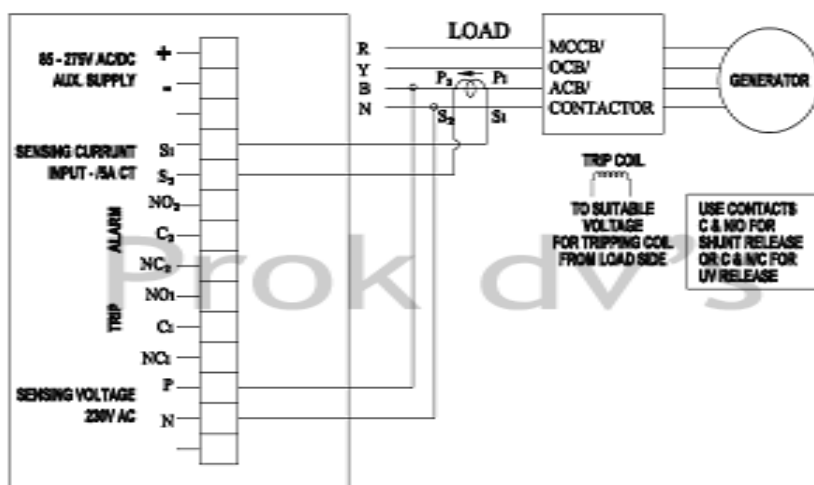 85 - 275V AC/DC
AUX. SUPPLY
+
-
SENSING CURRUNT
INPUT - /5A CT
S1
S2
ALARM
NO2
C2
NC2
TRIP
NO1
C1
NC1
SENSING VOLTAGE
230V AC
P
N
LOAD
R
Y
B
N
P2
P1
S2
S1
MCCB/
OCB/
ACB/
CONTACTOR
GENERATOR
TRIP COIL
TO SUITABLE
VOLTAGE
FOR TRIPPING COIL
FROM LOAD SIDE
USE CONTACTS
C & N/O FOR
SHUNT RELEASE
OR C & N/C FOR
UV RELEASE
Prok dv's